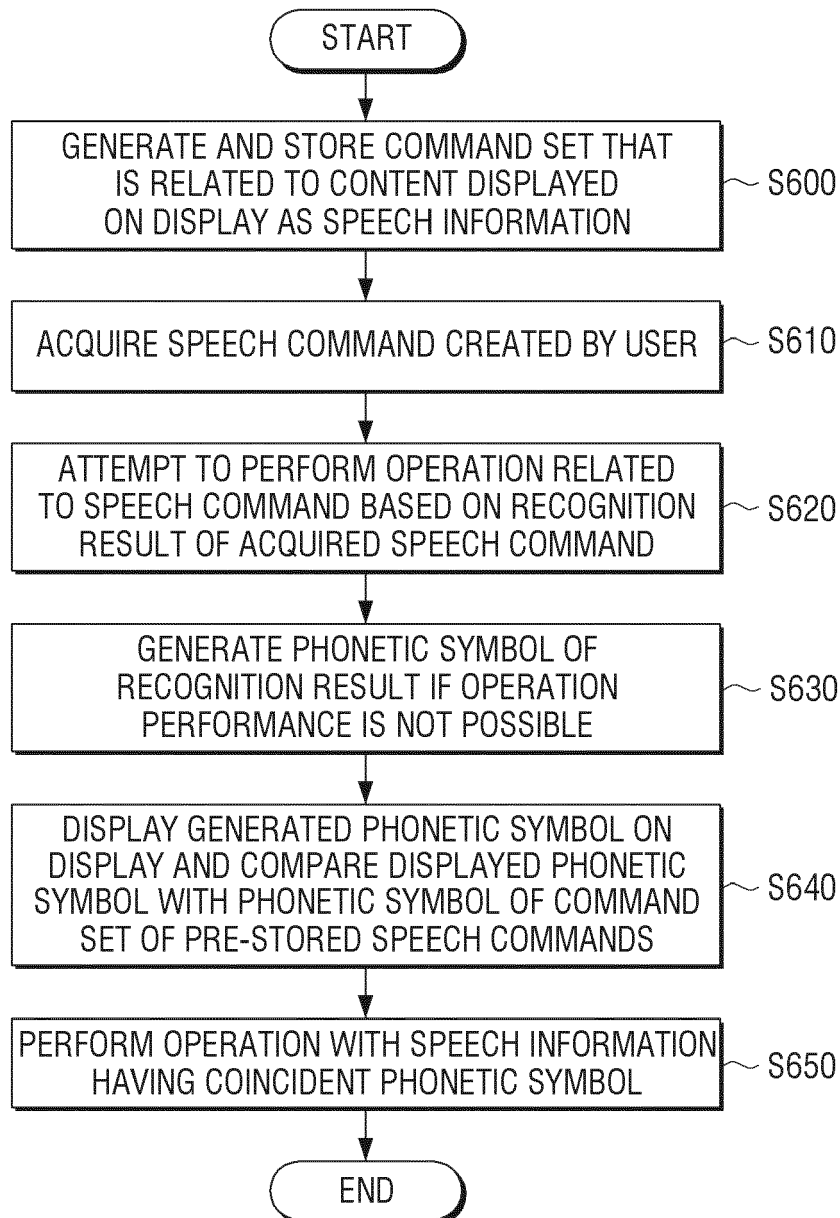 START
GENERATE AND STORE COMMAND SET THAT
IS RELATED TO CONTENT DISPLAYED
ON DISPLAY AS SPEECH INFORMATION
S600
ACQUIRE SPEECH COMMAND CREATED BY USER
S610
ATTEMPT TO PERFORM OPERATION RELATED
TO SPEECH COMMAND BASED ON RECOGNITION
RESULT OF ACQUIRED SPEECH COMMAND
S620
GENERATE PHONETIC SYMBOL OF
RECOGNITION RESULT IF OPERATION
PERFORMANCE IS NOT POSSIBLE
S630
DISPLAY GENERATED PHONETIC SYMBOL ON
DISPLAY AND COMPARE DISPLAYED PHONETIC
SYMBOL WITH PHONETIC SYMBOL OF COMMAND
SET OF PRE-STORED SPEECH COMMANDS
S640
PERFORM OPERATION WITH SPEECH INFORMATION
HAVING COINCIDENT PHONETIC SYMBOL
S650
END